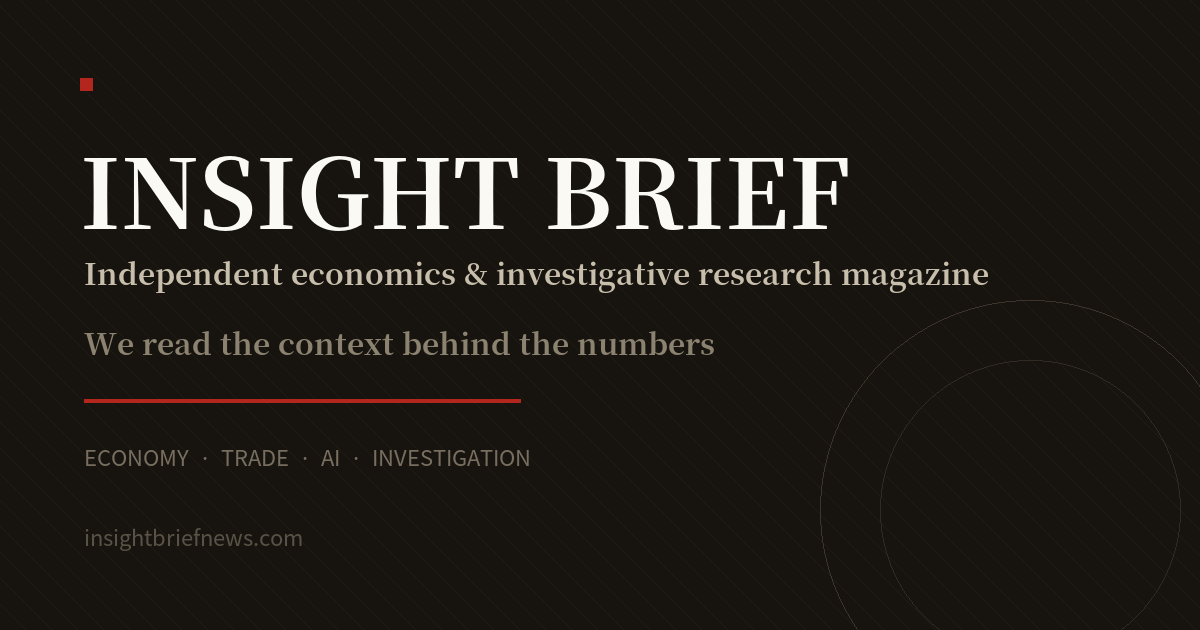 INSIGHT BRIEF
Independent economics & investigative research magazine
We read the context behind the numbers
ECONOMY · TRADE · AI · INVESTIGATION
insightbriefnews.com